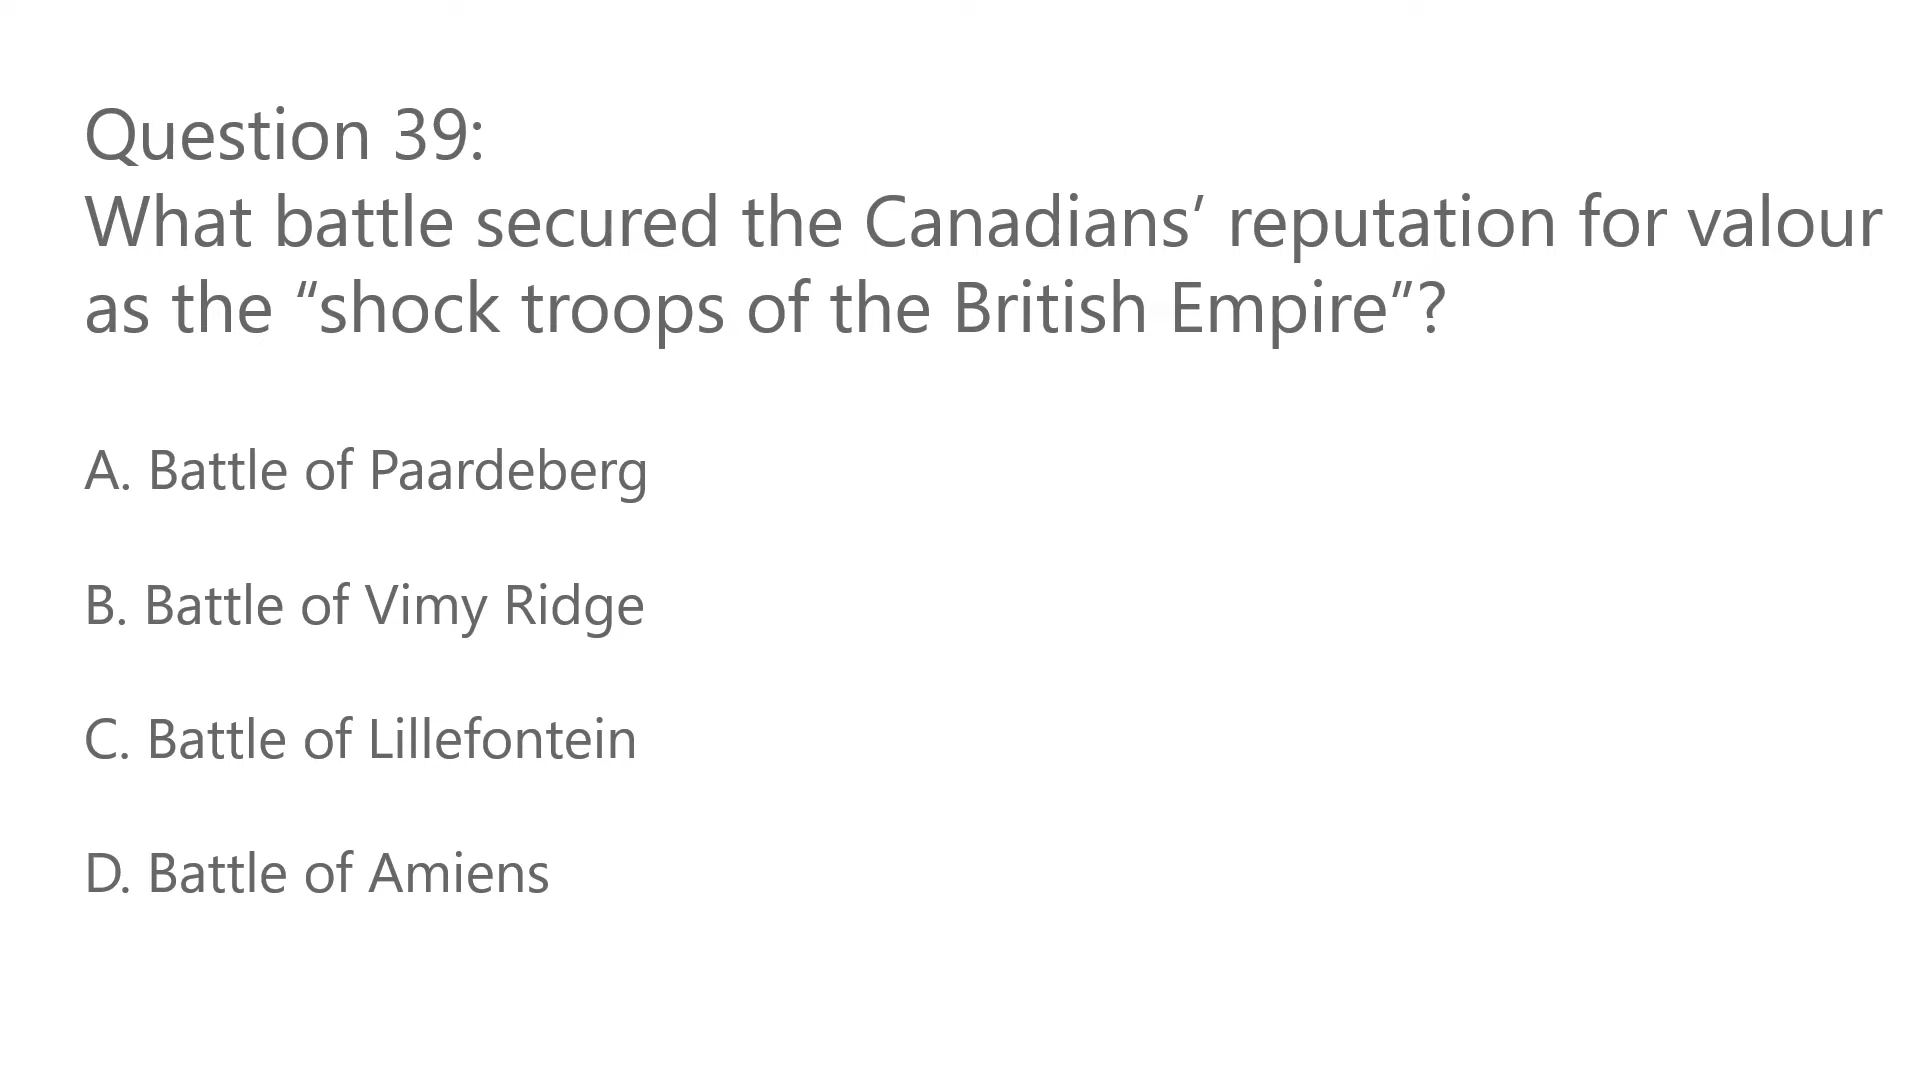 Question 39:
What battle secured the Canadians’ reputation for valour
as the “shock troops of the British Empire”?
A. Battle of Paardeberg
B. Battle of Vimy Ridge
C. Battle of Lillefontein
D. Battle of Amiens